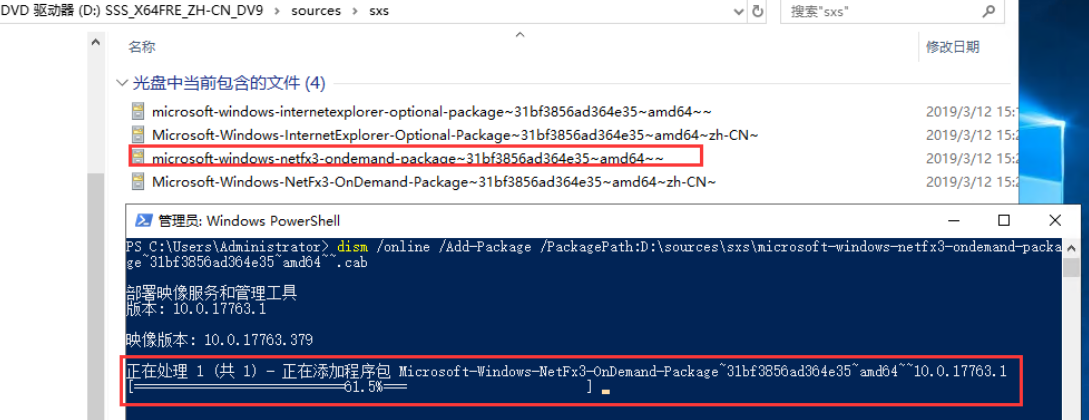 DVD 驱动器 (D:) SSS_X64FRE_ZH-CN_DV9 > sources > sxs
搜索"sxs"
名称
修改日期
光盘中当前包含的文件 (4)
microsoft-windows-internetexplorer-optional-package~31bf3856ad364e35~amd64~~
2019/3/12 15:
Microsoft-Windows-InternetExplorer-Optional-Package~31bf3856ad364e35~amd64~zh-CN~
2019/3/12 15:
microsoft-windows-netfx3-ondemand-package~31bf3856ad364e35~amd64~~
2019/3/12 15:2
Microsoft-Windows-NetFx3-OnDemand-Package~31bf3856ad364e35~amd64~zh-CN~
2019/3/12 15:2
管理员: Windows PowerShell
PS C:\Users\Administrator> dism /online /Add-Package /PackagePath:D:\sources\sxs\microsoft-windows-netfx3-ondemand-packa
ge~31bf3856ad364e35~amd64~~.cab
部署映像服务和管理工具
版本: 10.0.17763.1
映像版本: 10.0.17763.379
正在处理 1 (共 1) - 正在添加程序包 Microsoft-Windows-NetFx3-OnDemand-Package~31bf3856ad364e35~amd64~~10.0.17763.1
[===========================61.5%=== ]